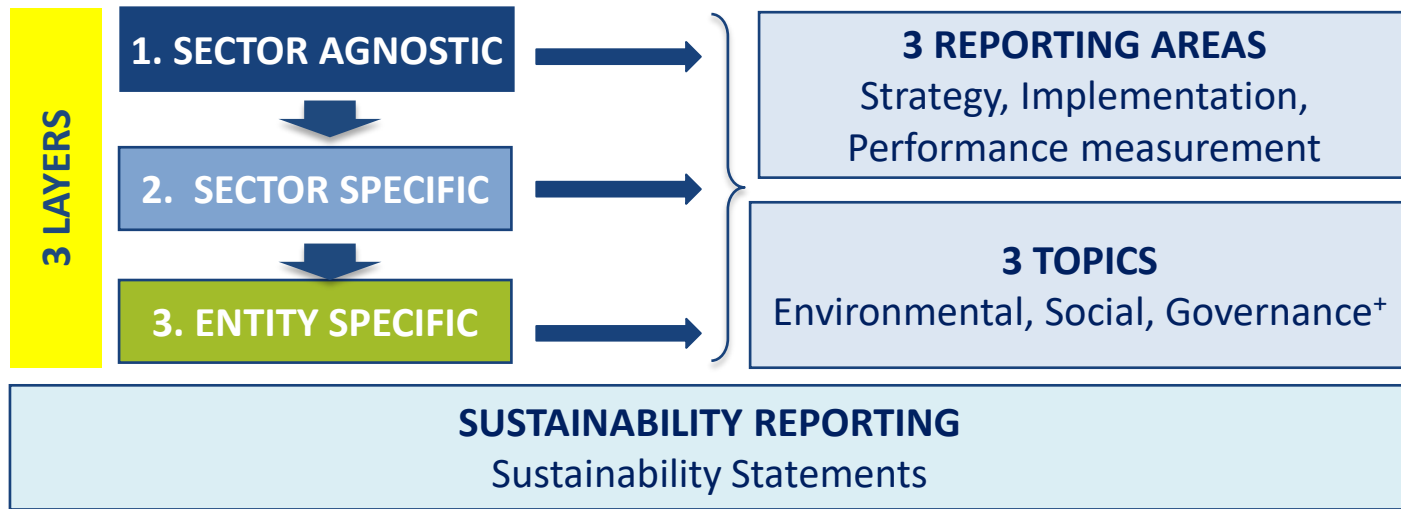 3 LAYERS
1. SECTOR AGNOSTIC
2. SECTOR SPECIFIC
3. ENTITY SPECIFIC
3 REPORTING AREAS
Strategy, Implementation,
Performance measurement
3 TOPICS
Environmental, Social, Governance⁺
SUSTAINABILITY REPORTING
Sustainability Statements